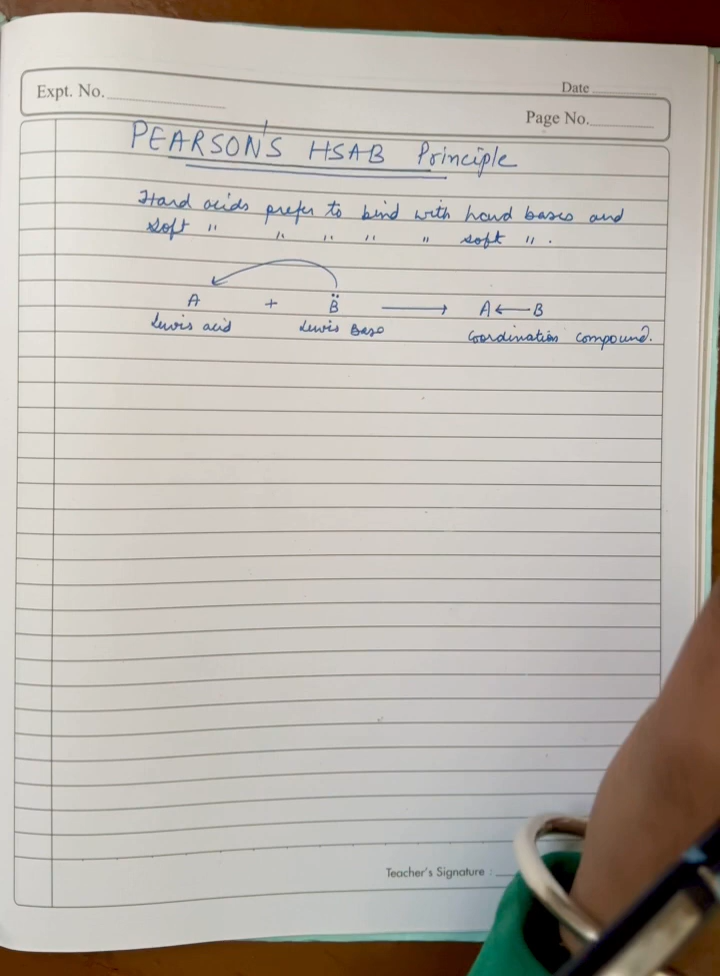 Expt. No.
Date
Page No.
PEARSON'S HSAB Principle
Hard acids prefer to bind with hard bases and
soft " " " " " soft " .
A + B̈ ⟶ A ⟵ B
Lewis acid Lewis Base Coordination compound.
Teacher's Signature :